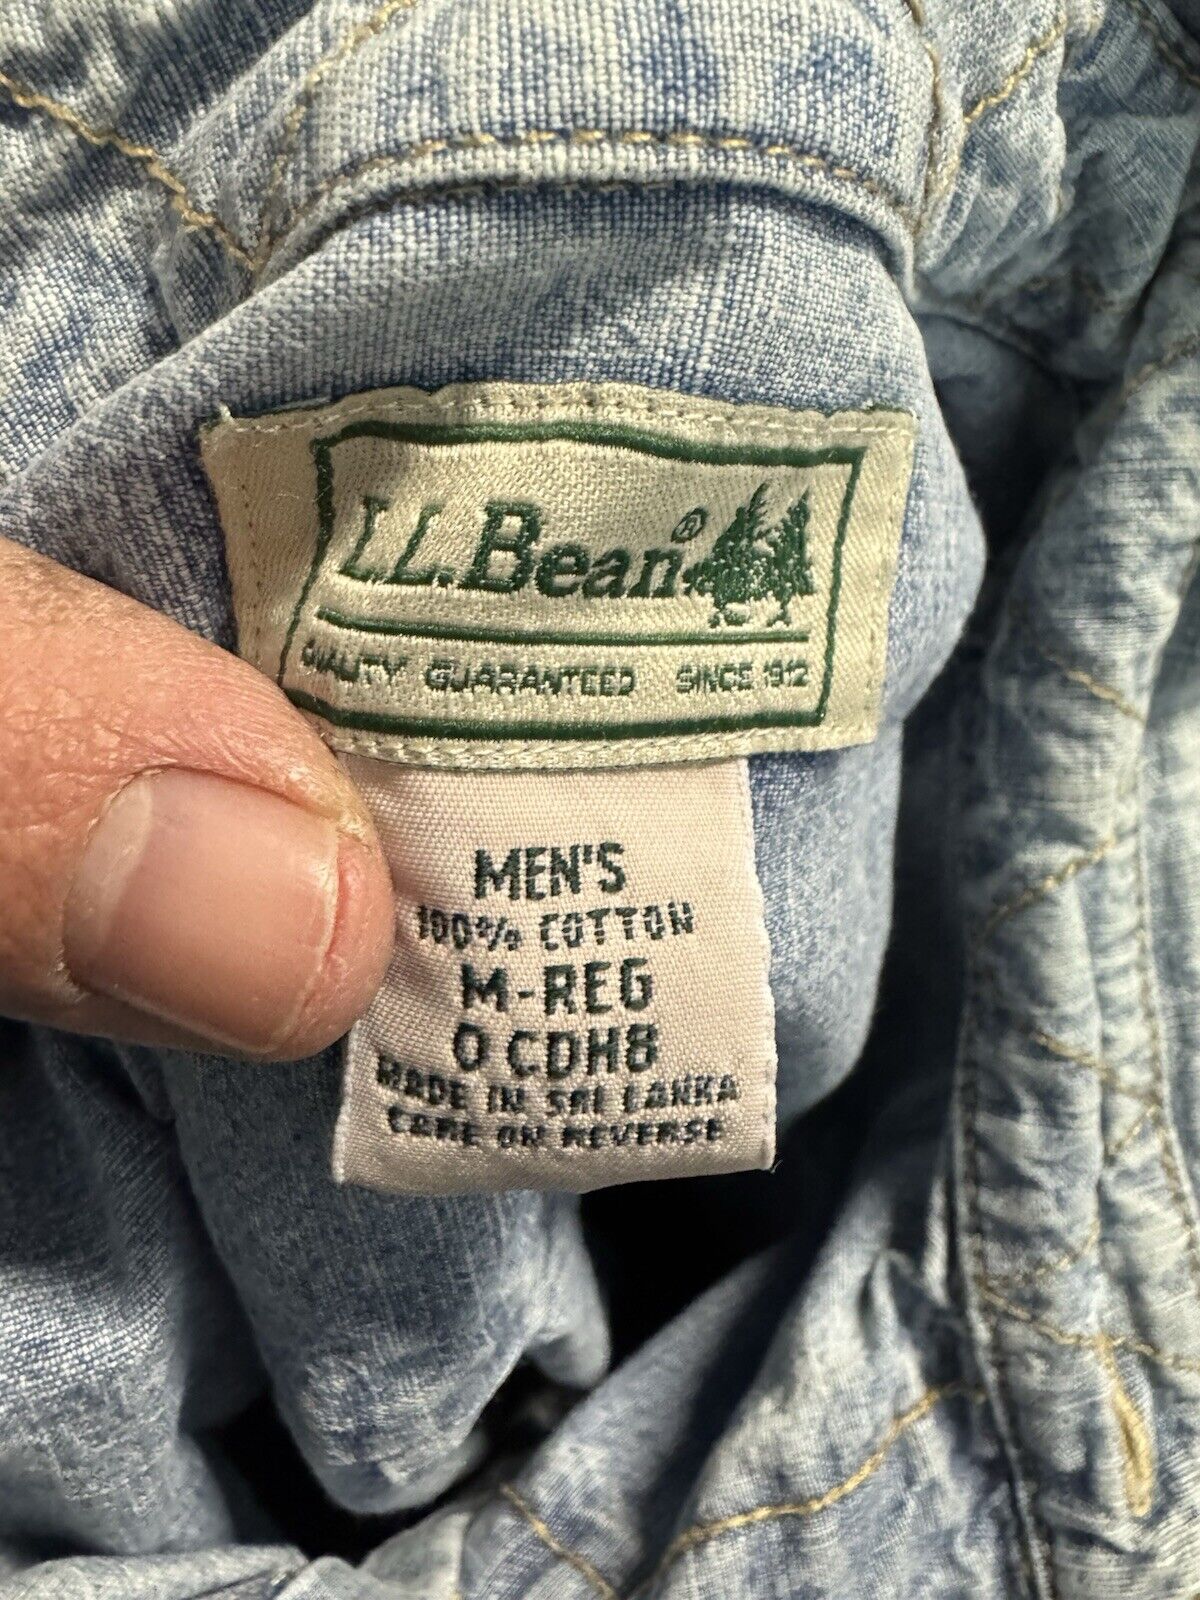 L.L.Bean®
QUALITY GUARANTEED SINCE 1912
MEN'S
100% COTTON
M-REG
0 CDH8
MADE IN SRI LANKA
CARE ON REVERSE